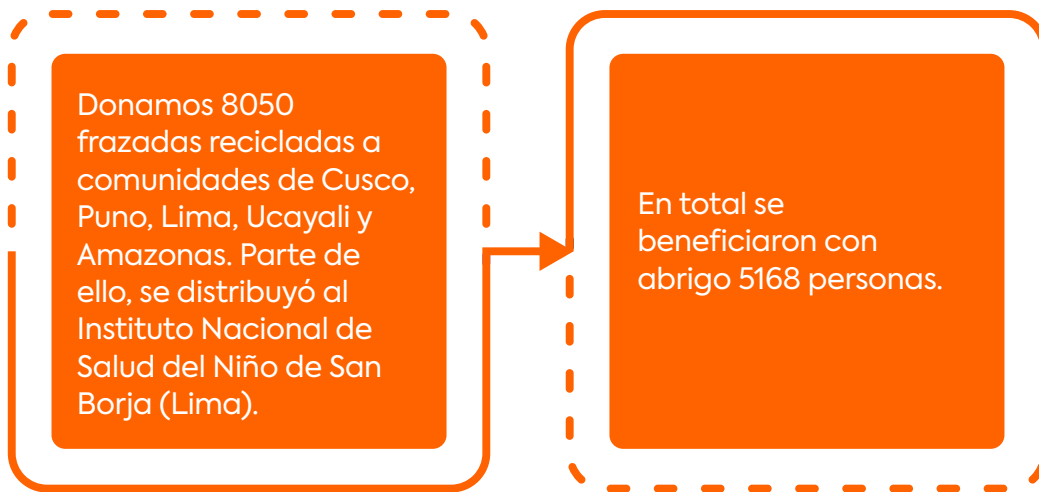 Donamos 8050
frazadas recicladas a
comunidades de Cusco,
Puno, Lima, Ucayali y
Amazonas. Parte de
ello, se distribuyó al
Instituto Nacional de
Salud del Niño de San
Borja (Lima).
En total se
beneficiaron con
abrigo 5168 personas.